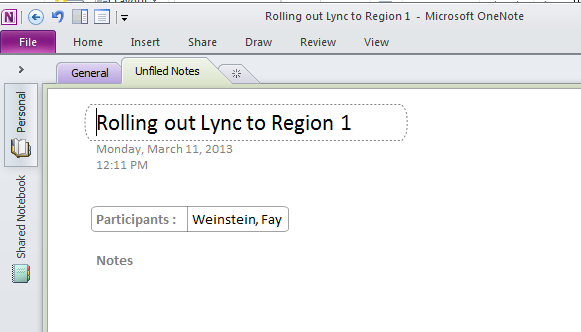 Rolling out Lync to Region 1 - Microsoft OneNote
File Home Insert Share Draw Review View
General Unfiled Notes
Personal
Shared Notebook
Rolling out Lync to Region 1
Monday, March 11, 2013
12:11 PM
Participants : Weinstein, Fay
Notes